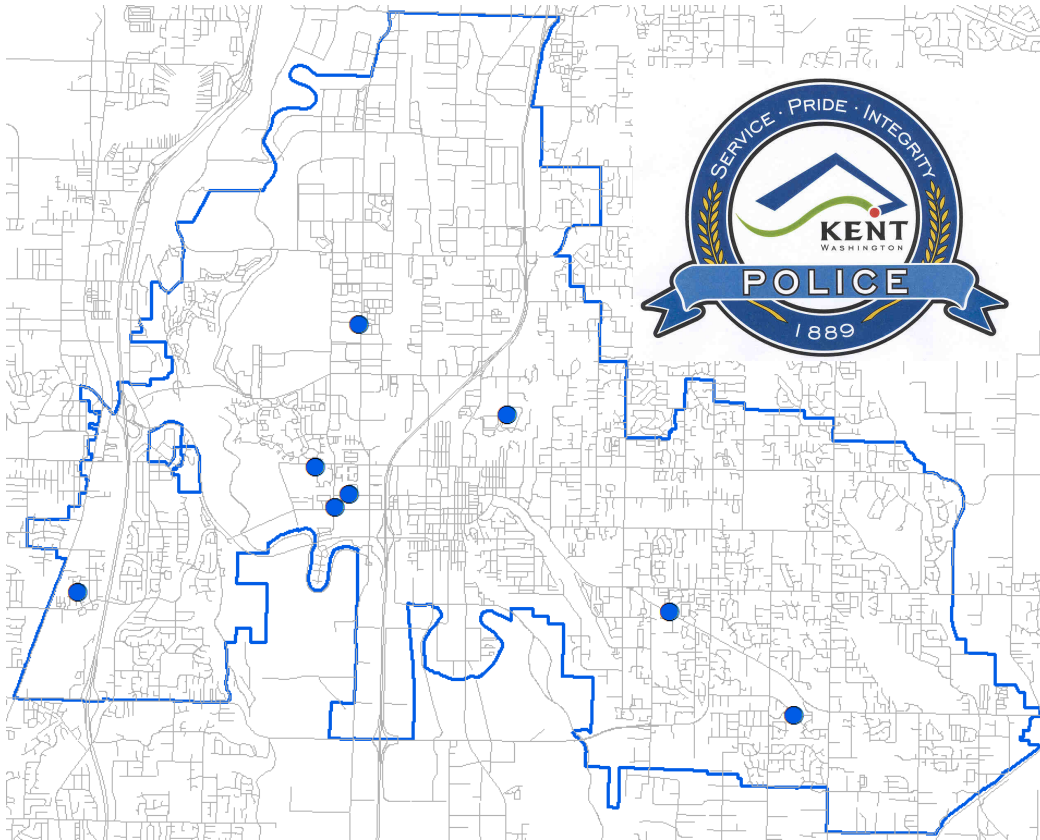 SERVICE · PRIDE · INTEGRITY
KENT
WASHINGTON
POLICE
1889